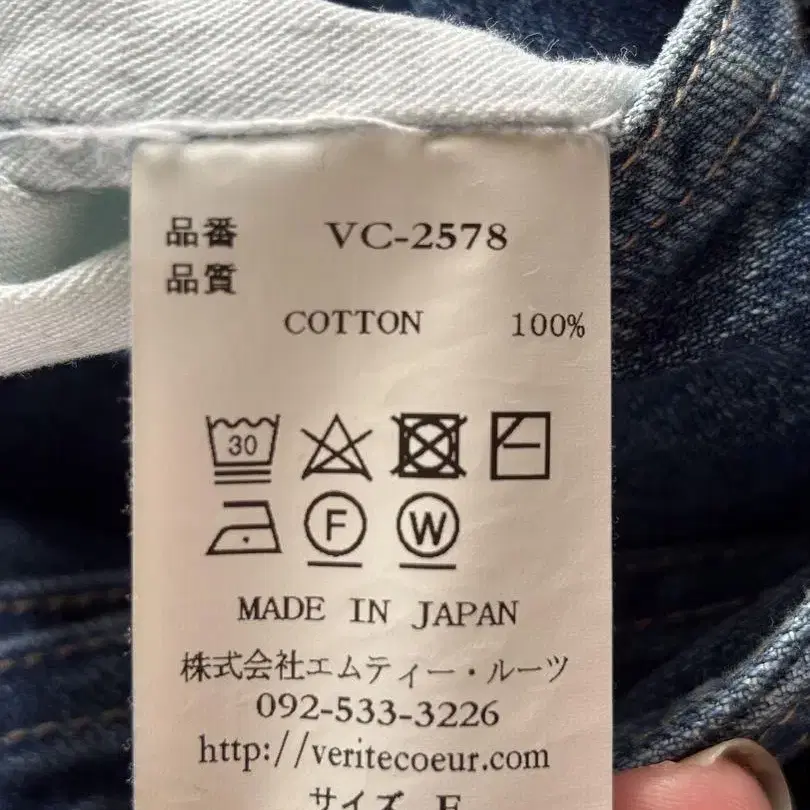 品番 VC-2578
品質
COTTON 100%
30
F W
MADE IN JAPAN
株式会社エムティー・ルーツ
092-533-3226
http://veritecoeur.com
サイズ F